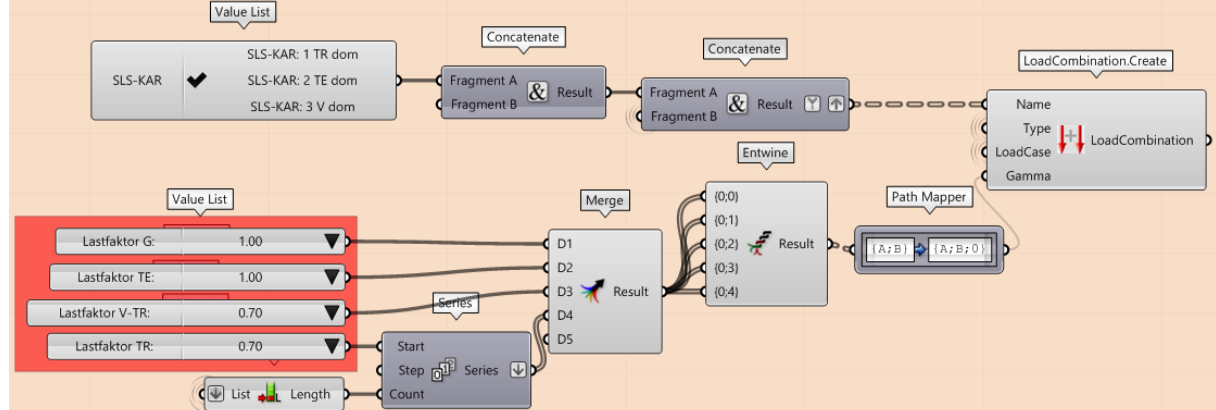 Value List
SLS-KAR
SLS-KAR: 1 TR dom
SLS-KAR: 2 TE dom
SLS-KAR: 3 V dom
Concatenate
Fragment A
Fragment B
& Result
Concatenate
Fragment A
Fragment B
& Result
LoadCombination.Create
Name
Type
LoadCase
Gamma
LoadCombination
Value List
Lastfaktor G: 1.00
Lastfaktor TE: 1.00
Lastfaktor V-TR: 0.70
Lastfaktor TR: 0.70
List Length
Series
Start
Step
Count
Series
Merge
D1
D2
D3
D4
D5
Result
Entwine
{0;0}
{0;1}
{0;2}
{0;3}
{0;4}
Result
Path Mapper
{A;B} {A;B;0}